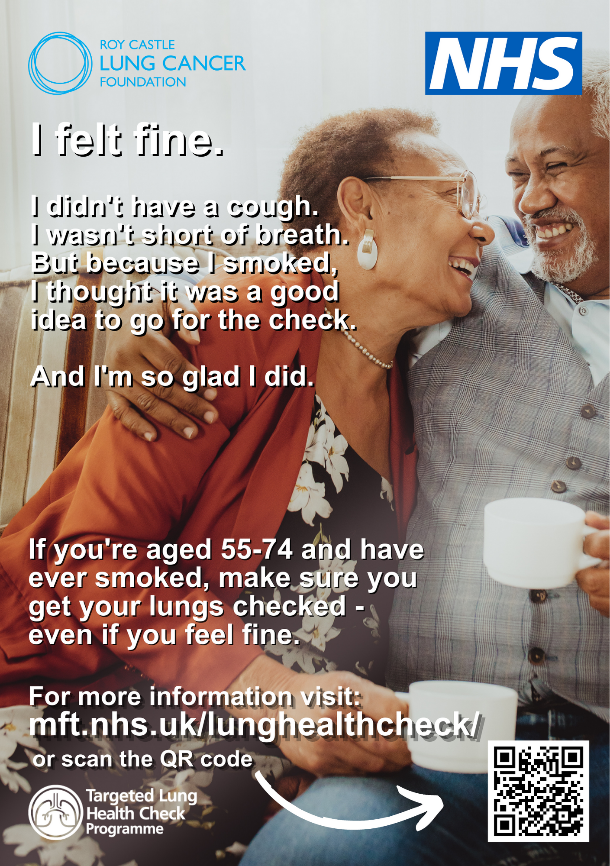 ROY CASTLE
LUNG CANCER
FOUNDATION
NHS
I felt fine.
I didn't have a cough.
I wasn't short of breath.
But because I smoked,
I thought it was a good
idea to go for the check.
And I'm so glad I did.
If you're aged 55-74 and have
ever smoked, make sure you
get your lungs checked -
even if you feel fine.
For more information visit:
mft.nhs.uk/lunghealthcheck/
or scan the QR code
Targeted Lung
Health Check
Programme